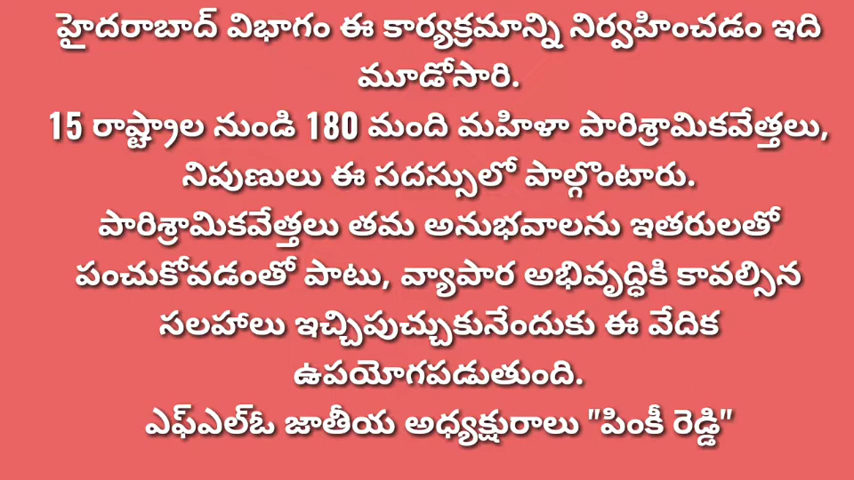 హైదరాబాద్ విభాగం ఈ కార్యక్రమాన్ని నిర్వహించడం ఇది
మూడోసారి.
15 రాష్ట్రాల నుండి 180 మంది మహిళా పారిశ్రామికవేత్తలు,
నిపుణులు ఈ సదస్సులో పాల్గొంటారు.
పారిశ్రామికవేత్తలు తమ అనుభవాలను ఇతరులతో
పంచుకోవడంతో పాటు, వ్యాపార అభివృద్ధికి కావల్సిన
సలహాలు ఇచ్చిపుచ్చుకునేందుకు ఈ వేదిక
ఉపయోగపడుతుంది.
ఎఫ్ఎల్ఓ జాతీయ అధ్యక్షురాలు "పింకీ రెడ్డి"